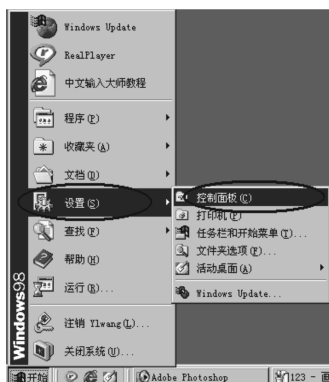 Windows Update
RealPlayer
中文输入大师教程
程序(P)
收藏夹(A)
文档(D)
设置(S)
查找(F)
帮助(H)
运行(R)...
注销 Ylwang(L)...
关闭系统(U)...
Windows98
控制面板(C)
打印机(P)
任务栏和开始菜单(T)...
文件夹选项(F)...
活动桌面(A)
Windows Update...
开始
Adobe Photoshop
123 - 画